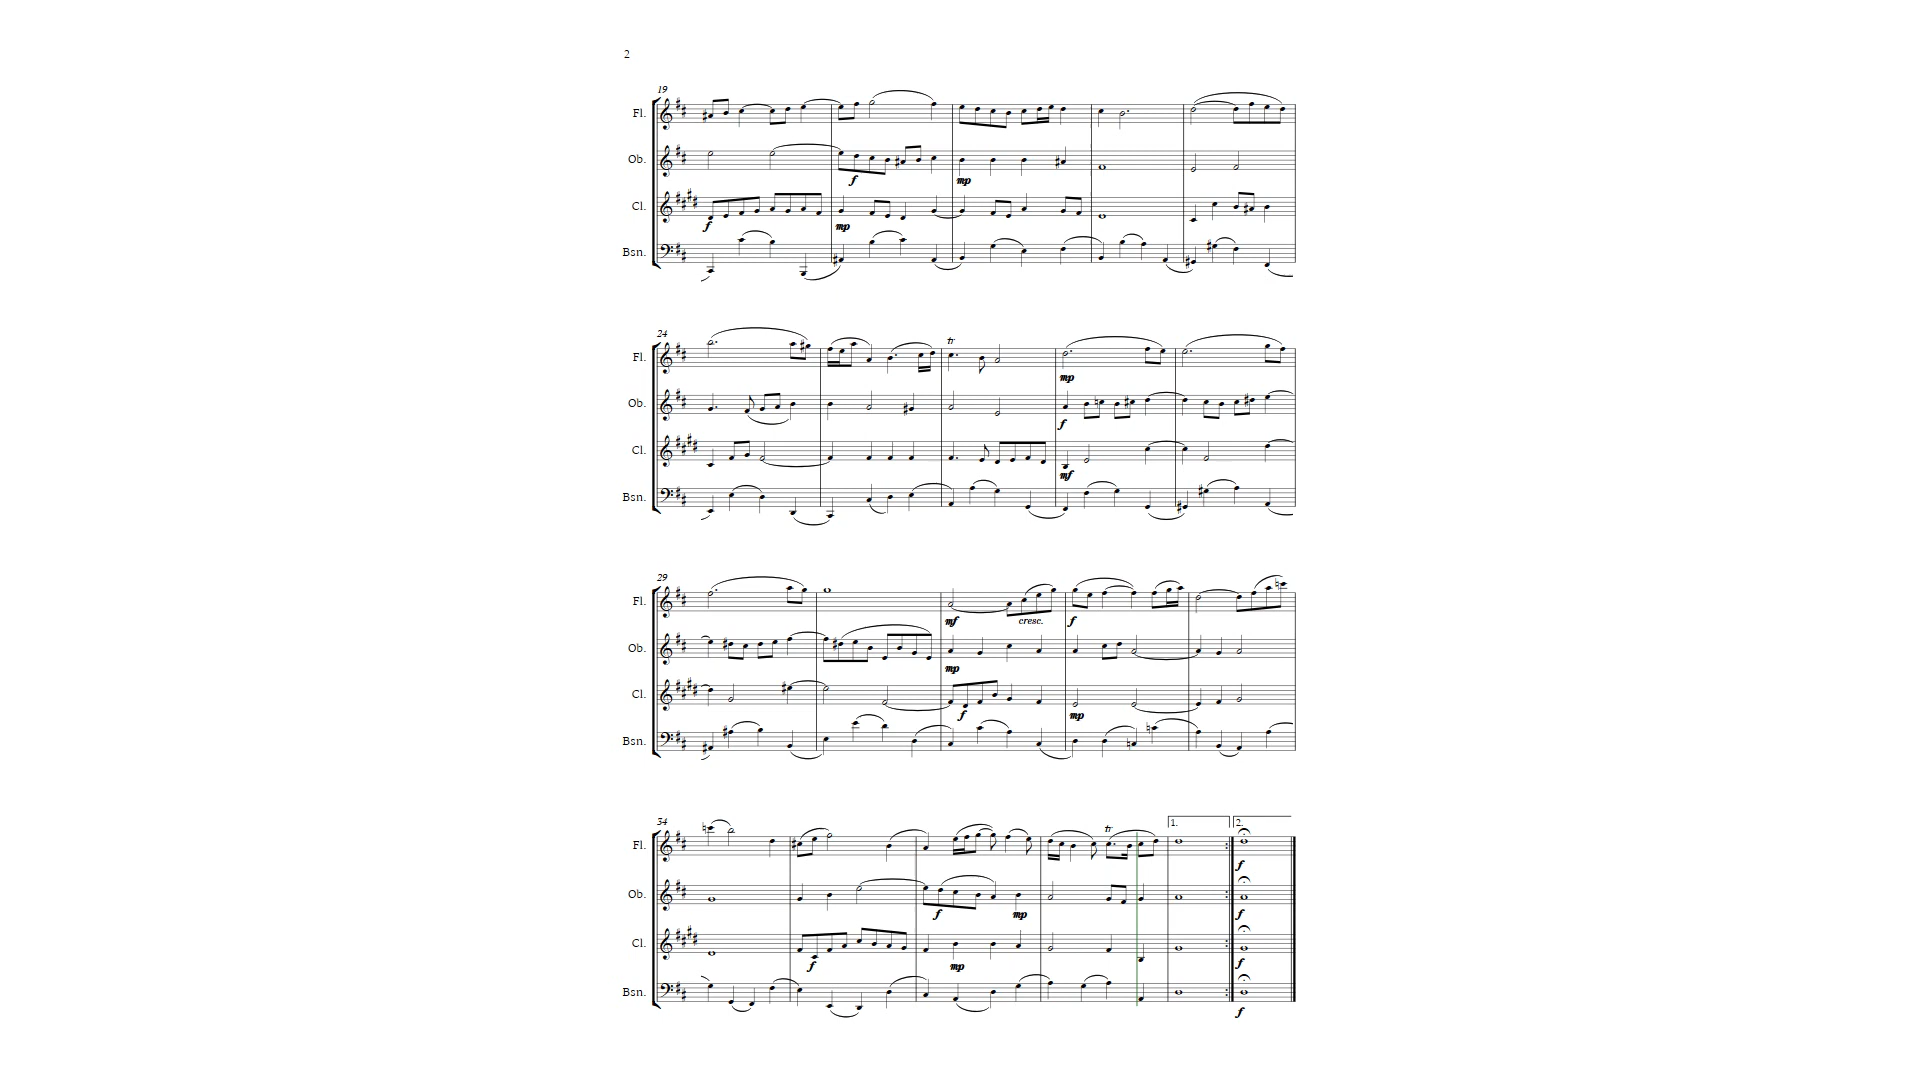 2
19
Fl.
Ob.
f
mp
Cl.
f
mp
Bsn.
24
Fl.
tr
mp
Ob.
f
Cl.
mf
Bsn.
29
Fl.
mf
cresc.
f
Ob.
mp
Cl.
f
mp
Bsn.
34
1.
2.
Fl.
tr
f
Ob.
f
mp
f
Cl.
f
mp
f
Bsn.
f